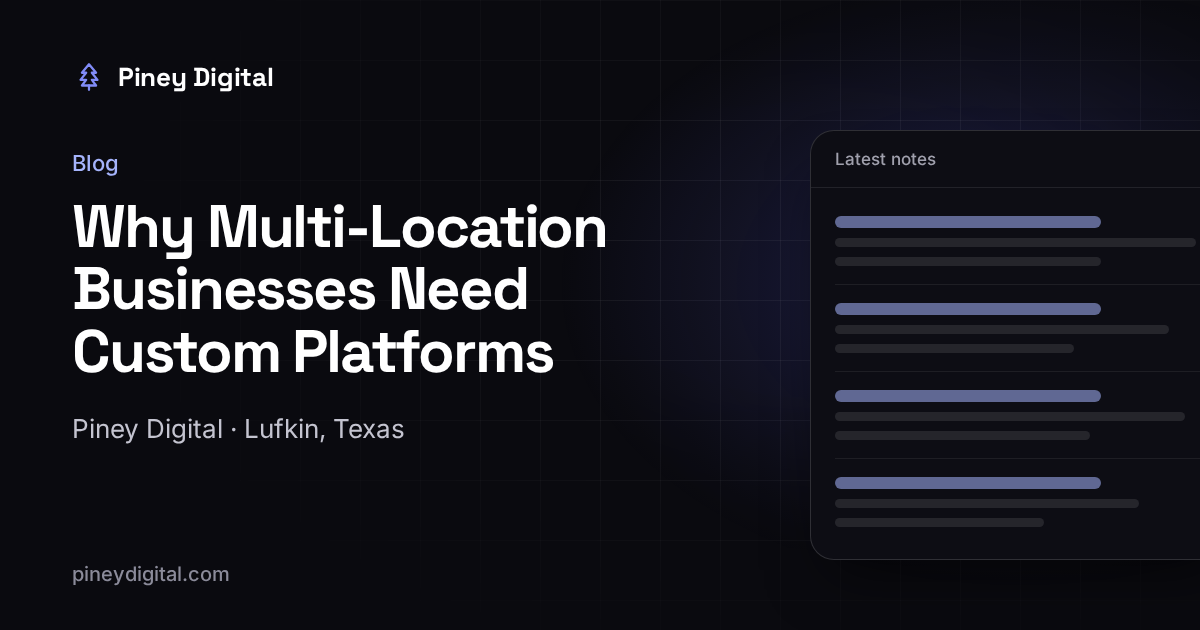 Piney Digital
Blog
Why Multi-Location
Businesses Need
Custom Platforms
Piney Digital · Lufkin, Texas
pineydigital.com
Latest notes